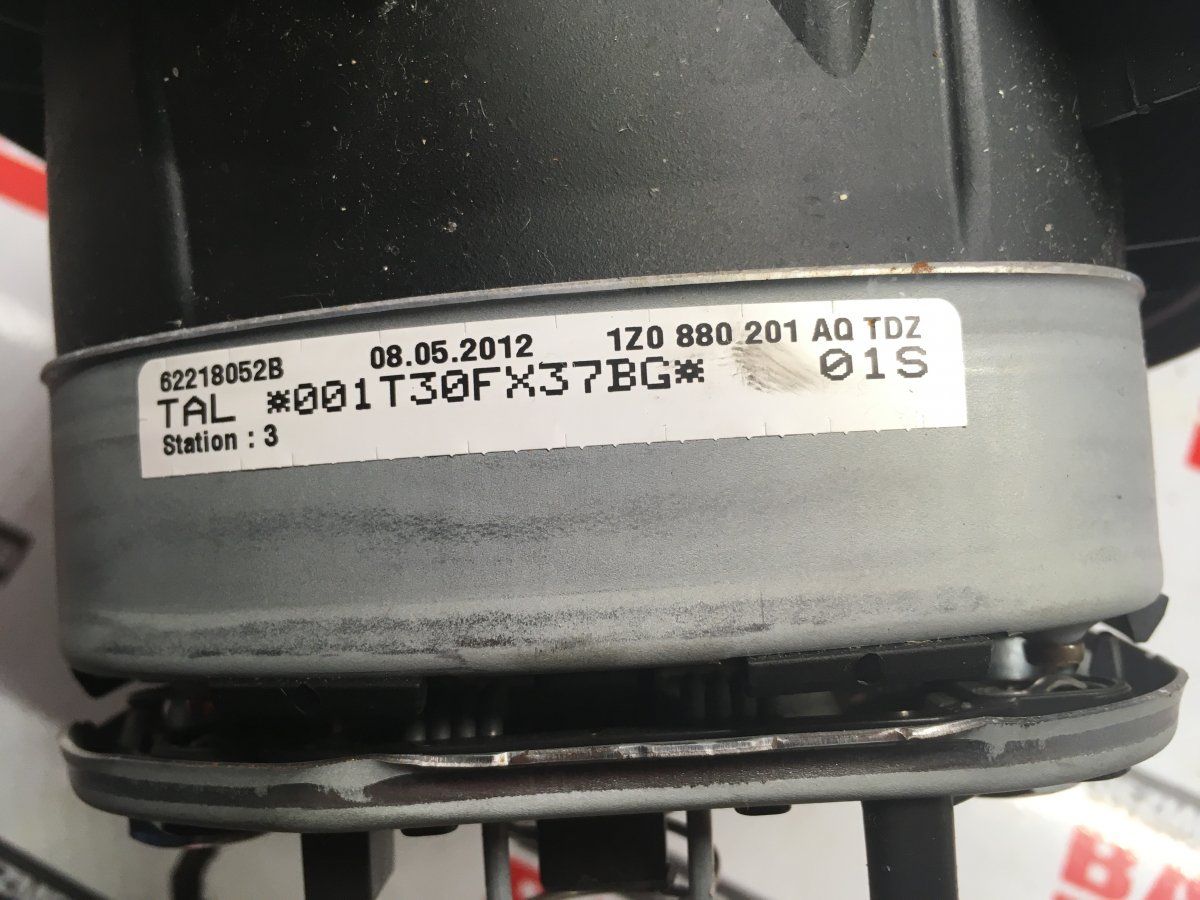 62218052B 08.05.2012 1Z0 880 201 AQ TDZ
TAL *001T30FX37BG* 01S
Station : 3